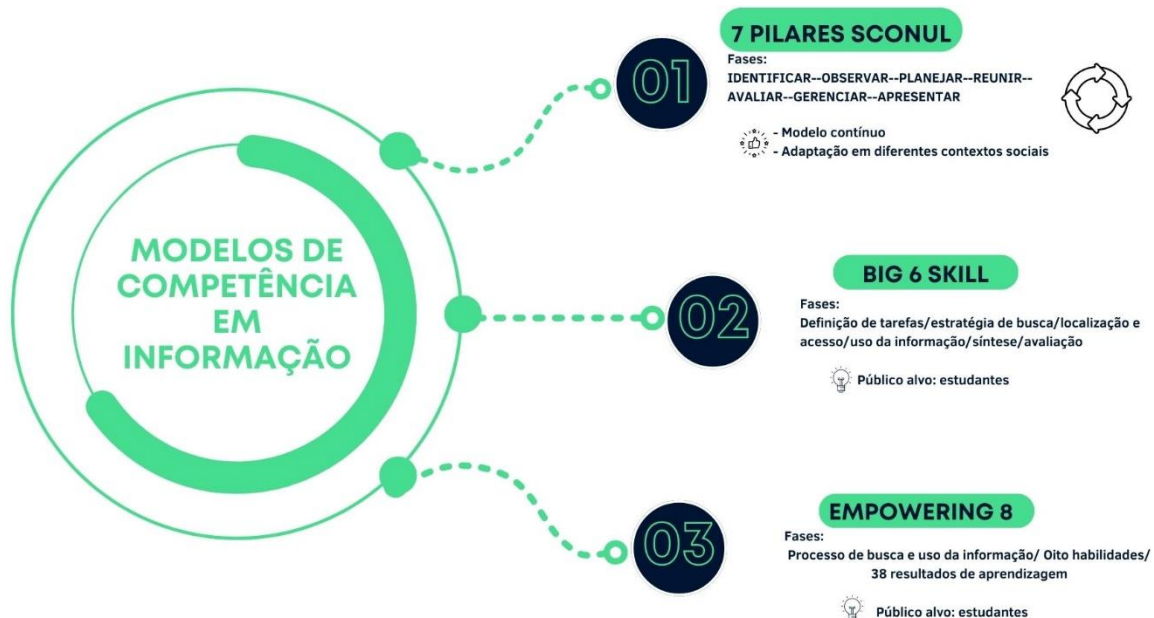 MODELOS DE
COMPETÊNCIA
EM
INFORMAÇÃO
01
7 PILARES SCONUL
Fases:
IDENTIFICAR--OBSERVAR--PLANEJAR--REUNIR--
AVALIAR--GERENCIAR--APRESENTAR
- Modelo contínuo
- Adaptação em diferentes contextos sociais
02
BIG 6 SKILL
Fases:
Definição de tarefas/estratégia de busca/localização e
acesso/uso da informação/síntese/avaliação
Público alvo: estudantes
03
EMPOWERING 8
Fases:
Processo de busca e uso da informação/ Oito habilidades/
38 resultados de aprendizagem
Público alvo: estudantes